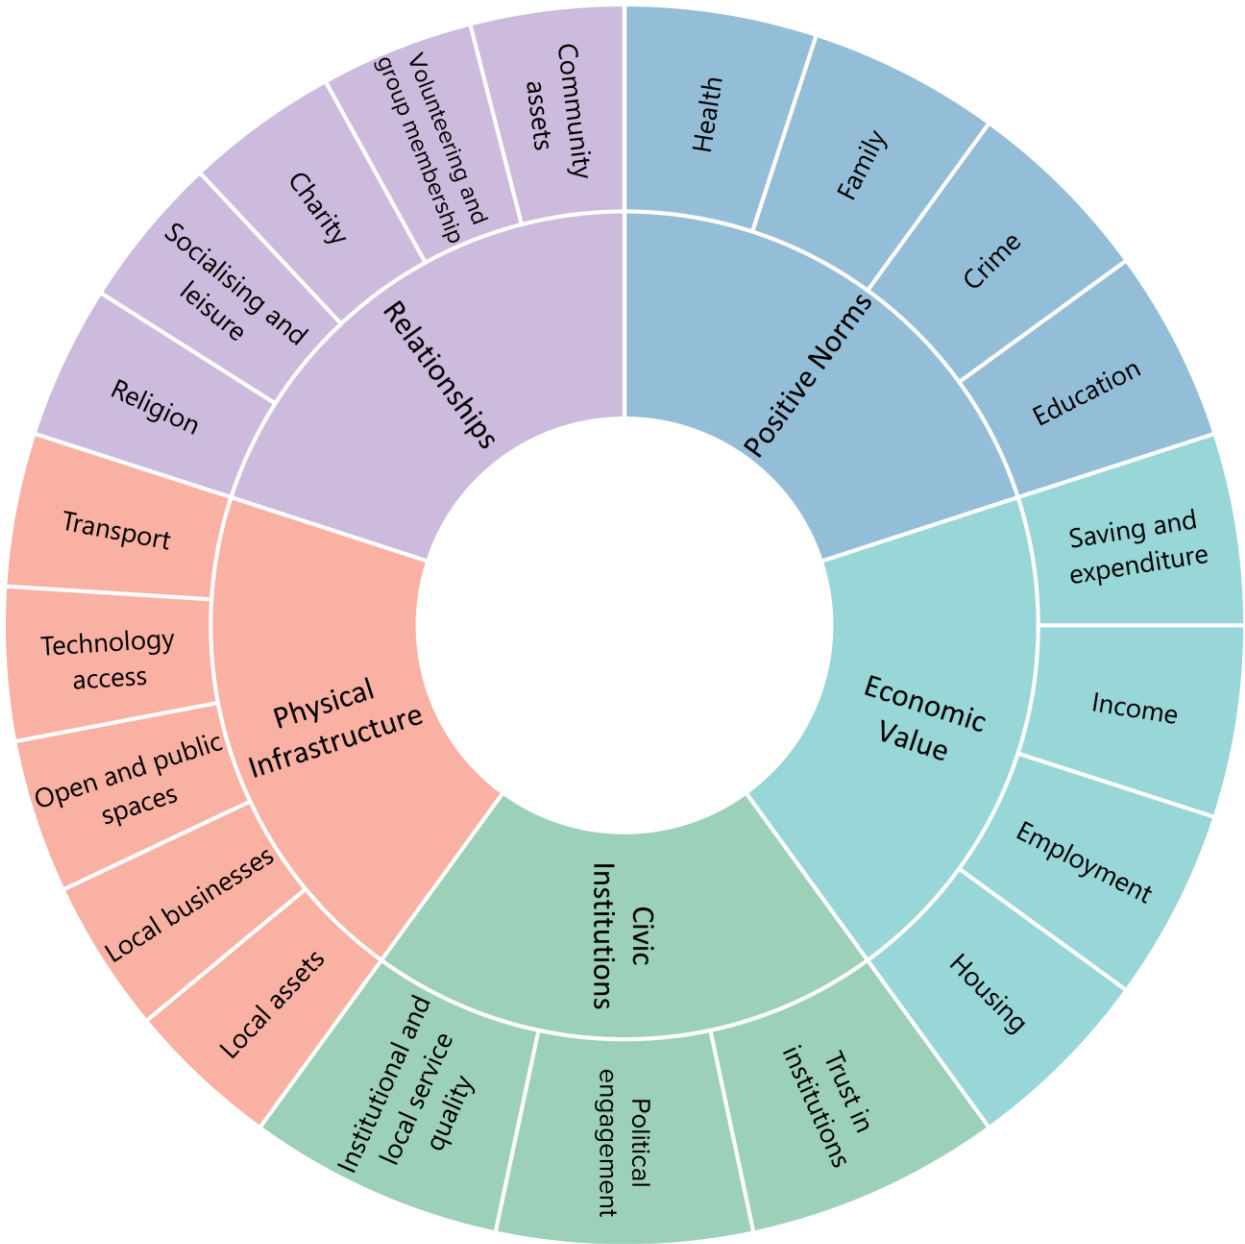 Health
Family
Crime
Education
Positive Norms
Saving and
expenditure
Income
Employment
Housing
Economic
Value
Trust in
institutions
Political
engagement
Institutional and
local service
quality
Civic
Institutions
Local assets
Local businesses
Open and public
spaces
Technology
access
Transport
Physical
Infrastructure
Religion
Socialising and
leisure
Charity
Volunteering and
group membership
Community
assets
Relationships